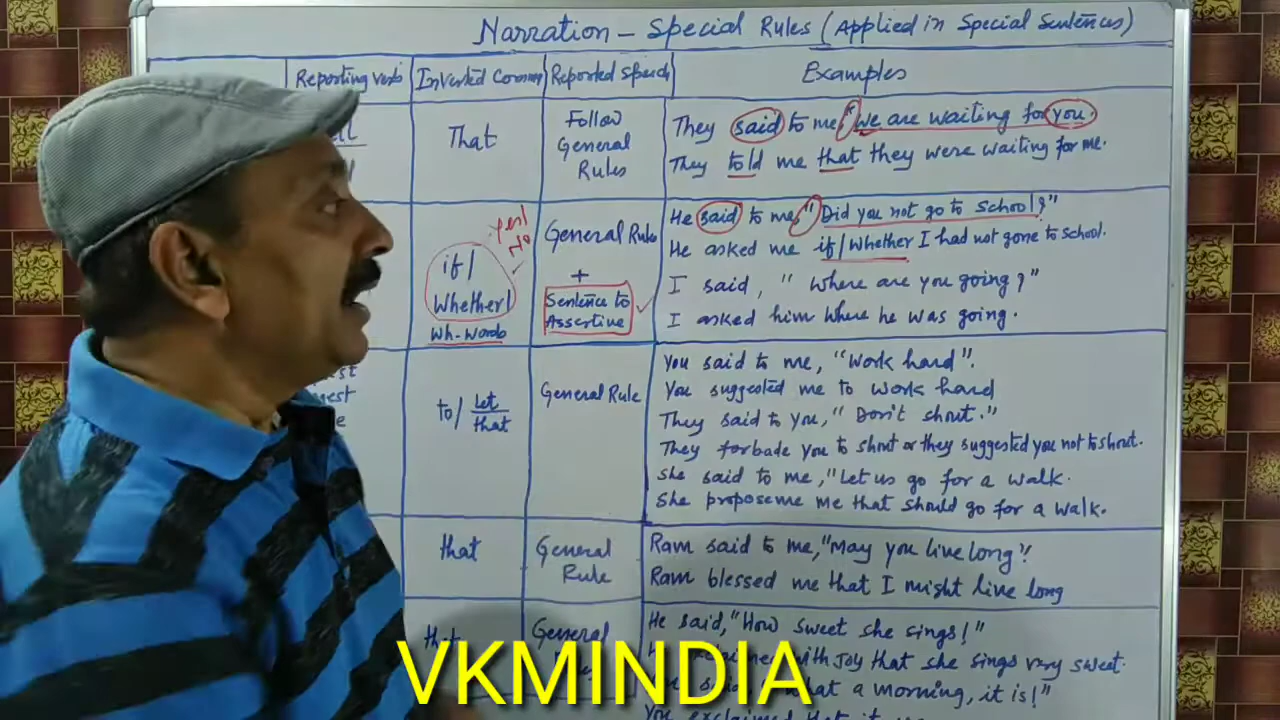 Narration - Special Rules (Applied in Special Sentences)
Reporting verb
Inverted Commas
Reported Speech
Examples
That
Follow
General
Rules
They said to me "we are waiting for you.
They told me that they were waiting for me.
if/
Whether/
Wh-words
Yes/
No
General Rule
+
Sentence to
Assertive
He said to me "Did you not go to School?"
He asked me if/Whether I had not gone to school.
I said, "Where are you going?"
I asked him where he was going.
to/ Let
that
General Rule
You said to me, "Work hard".
You suggested me to work hard
They said to you, "Don't shout."
They forbade you to shout or they suggested you not to shout.
She said to me, "Let us go for a walk.
She propose me me that should go for a walk.
that
General
Rule
Ram said to me, "May you live long"!
Ram blessed me that I might live long
that
General
He said, "How sweet she sings!"
with Joy that she sings very sweet.
a morning, it is!"
You exclaimed that it
VKMINDIA